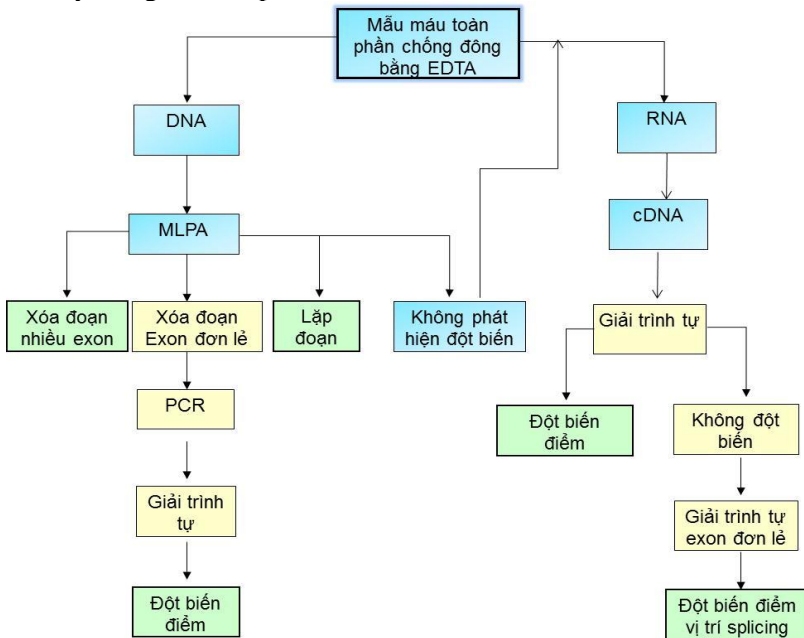 Mẫu máu toàn
phần chống đông
bằng EDTA
DNA
RNA
MLPA
cDNA
Xóa đoạn
nhiều exon
Xóa đoạn
Exon đơn lẻ
Lặp
đoạn
Không phát
hiện đột biến
Giải trình tự
PCR
Đột biến
điểm
Không đột
biến
Giải trình
tự
Giải trình tự
exon đơn lẻ
Đột biến
điểm
Đột biến điểm
vị trí splicing